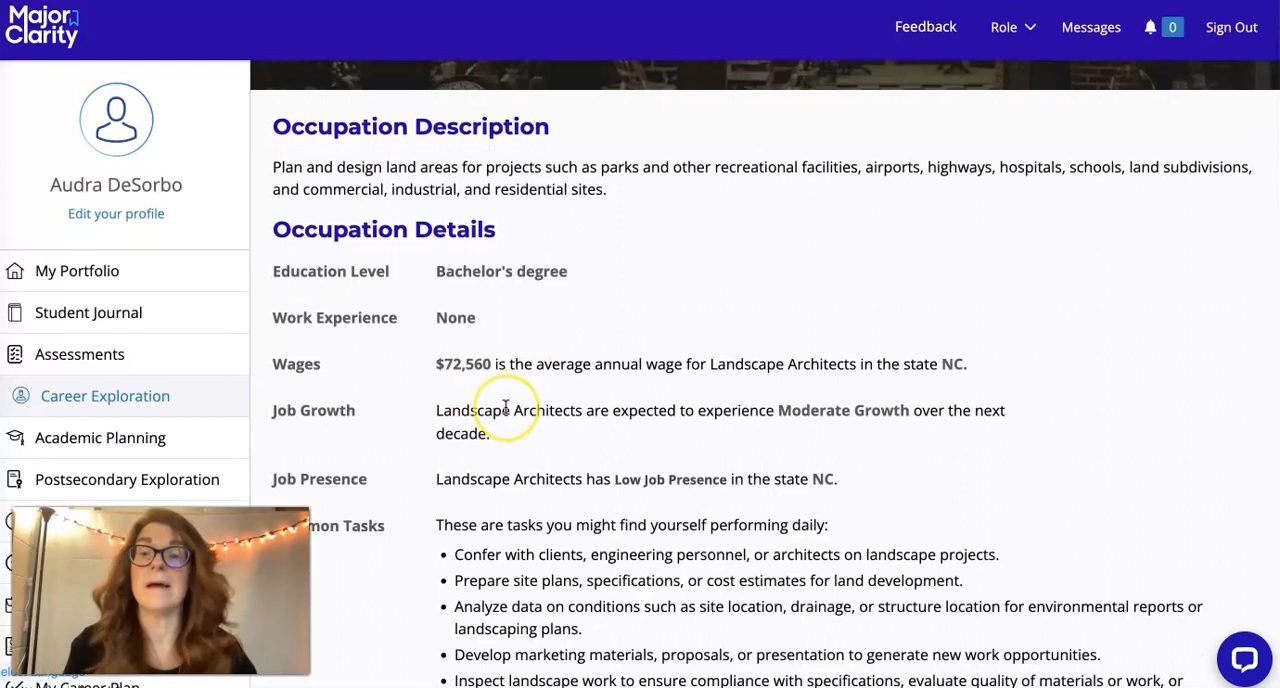 Major
Clarity
Feedback
Role
Messages
0
Sign Out
Audra DeSorbo
Edit your profile
My Portfolio
Student Journal
Assessments
Career Exploration
Academic Planning
Postsecondary Exploration
My Career Plan
Occupation Description
Plan and design land areas for projects such as parks and other recreational facilities, airports, highways, hospitals, schools, land subdivisions,
and commercial, industrial, and residential sites.
Occupation Details
Education Level Bachelor's degree
Work Experience None
Wages $72,560 is the average annual wage for Landscape Architects in the state NC.
Job Growth Landscape Architects are expected to experience Moderate Growth over the next
decade.
Job Presence Landscape Architects has Low Job Presence in the state NC.
mon Tasks These are tasks you might find yourself performing daily:
• Confer with clients, engineering personnel, or architects on landscape projects.
• Prepare site plans, specifications, or cost estimates for land development.
• Analyze data on conditions such as site location, drainage, or structure location for environmental reports or
landscaping plans.
• Develop marketing materials, proposals, or presentation to generate new work opportunities.
• Inspect landscape work to ensure compliance with specifications, evaluate quality of materials or work, or